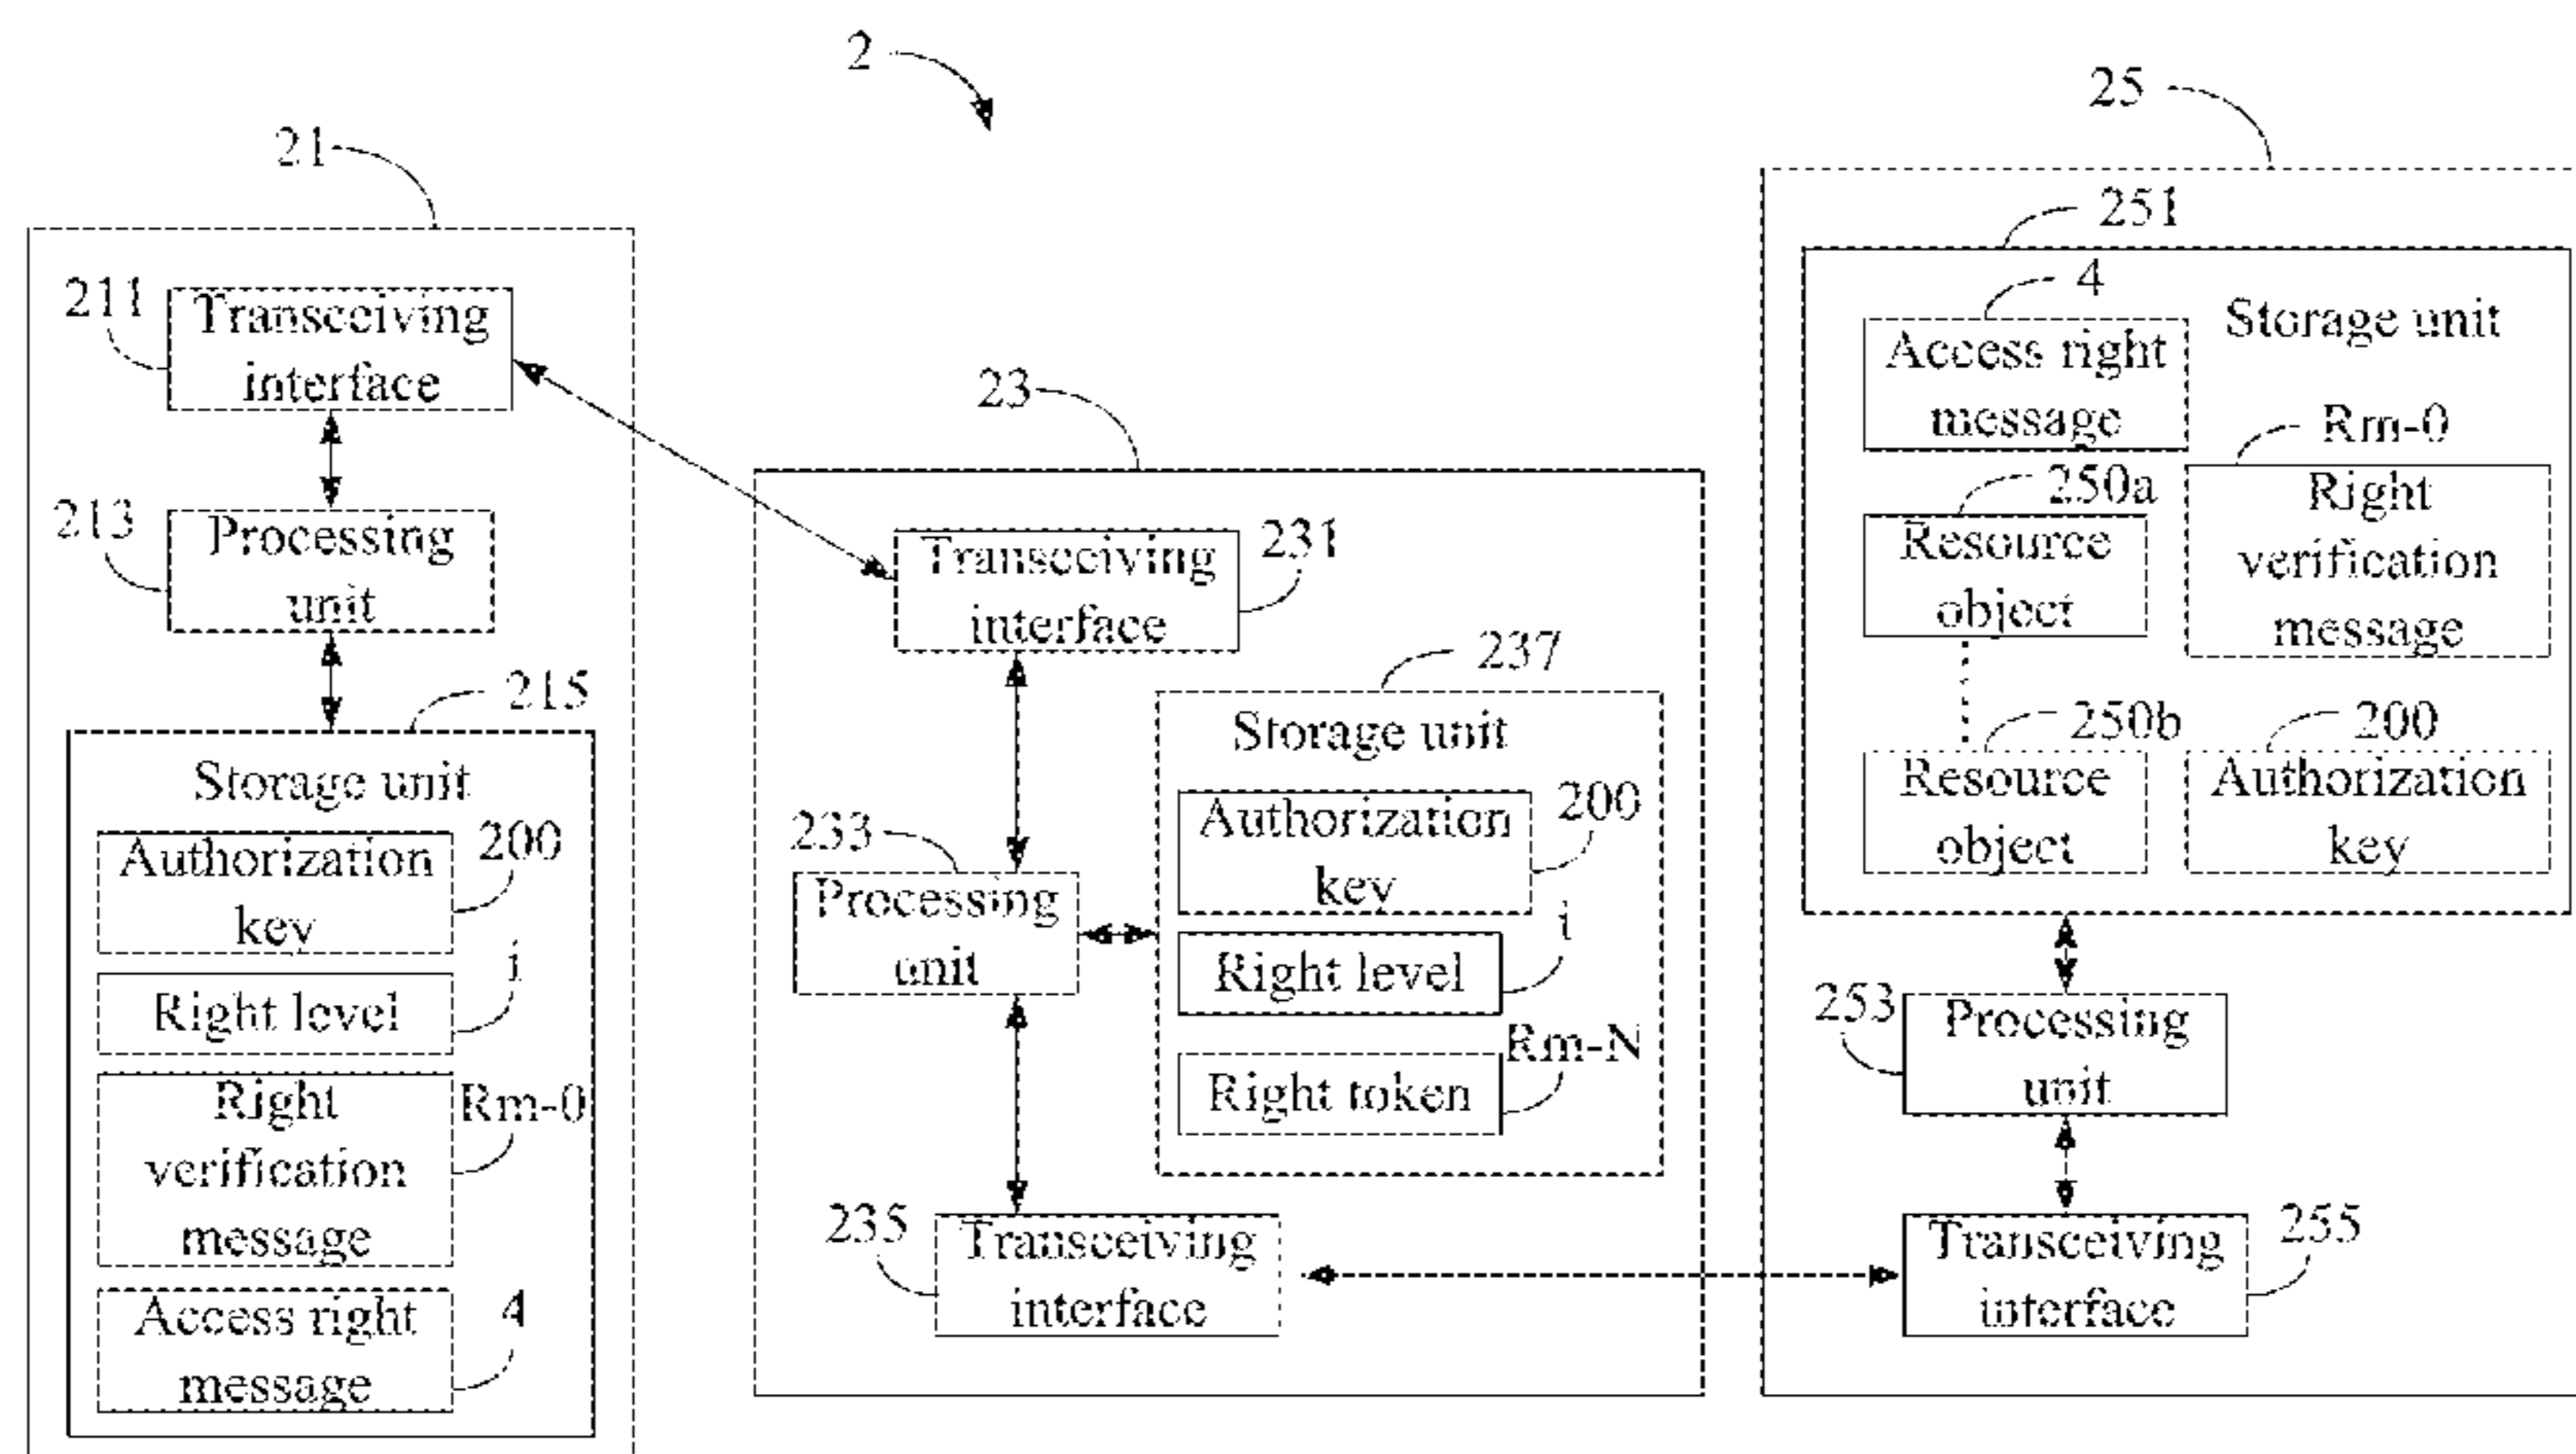 2
21
211
Transceiving
interface
213
Processing
unit
215
Storage unit
Authorization
key
200
Right level
i
Right
verification
message
Rm-0
Access right
message
4
23
Transceiving
interface
231
237
Storage unit
Authorization
key
200
Right level
i
Right token
Rm-N
233
Processing
unit
235
Transceiving
interface
25
251
4
Storage unit
Access right
message
Rm-0
Right
verification
message
250a
Resource
object
250b
Resource
object
200
Authorization
key
253
Processing
unit
Transceiving
interface
255